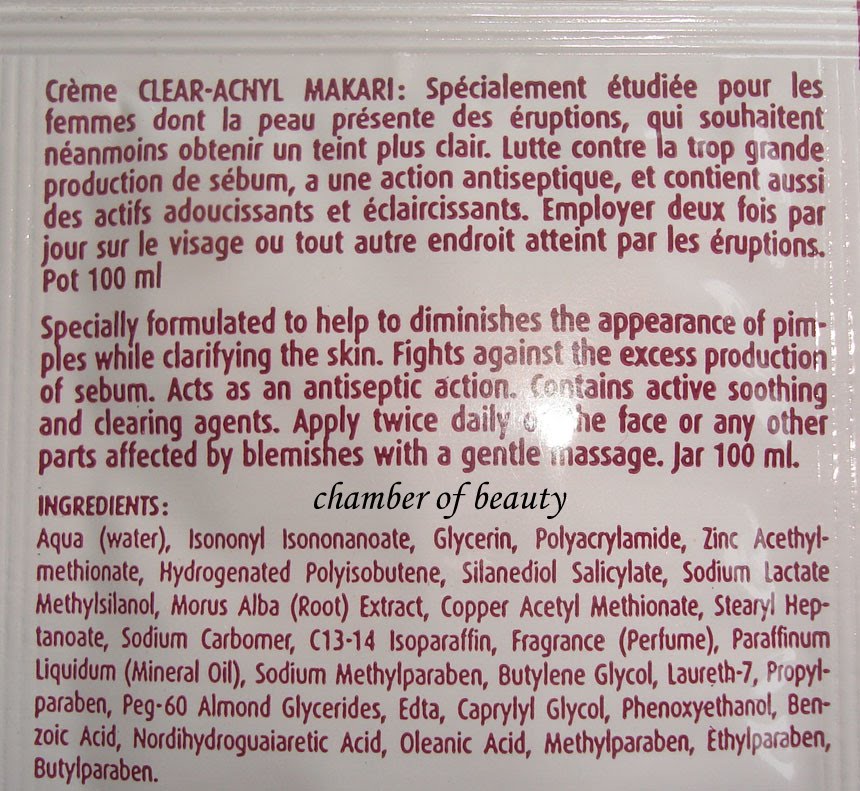 Crème CLEAR-ACNYL MAKARI: Spécialement étudiée pour les
femmes dont la peau présente des éruptions, qui souhaitent
néanmoins obtenir un teint plus clair. Lutte contre la trop grande
production de sébum, a une action antiseptique, et contient aussi
des actifs adoucissants et éclaircissants. Employer deux fois par
jour sur le visage ou tout autre endroit atteint par les éruptions.
Pot 100 ml
Specially formulated to help to diminishes the appearance of pim-
ples while clarifying the skin. Fights against the excess production
of sebum. Acts as an antiseptic action. Contains active soothing
and clearing agents. Apply twice daily face or any other
parts affected by blemishes with a gentle massage. Jar 100 ml.
INGREDIENTS:
chamber of beauty
Aqua (water), Isononyl Isononanoate, Glycerin, Polyacrylamide, Zinc Acethyl-
methionate, Hydrogenated Polyisobutene, Silanediol Salicylate, Sodium Lactate
Methylsilanol, Morus Alba (Root) Extract, Copper Acetyl Methionate, Stearyl Hep-
tanoate, Sodium Carbomer, C13-14 Isoparaffin, Fragrance (Perfume), Paraffinum
Liquidum (Mineral Oil), Sodium Methylparaben, Butylene Glycol, Laureth-7, Propyl-
paraben, Peg-60 Almond Glycerides, Edta, Caprylyl Glycol, Phenoxyethanol, Ben-
zoic Acid, Nordihydroguaiaretic Acid, Oleanic Acid, Methylparaben, Ethylparaben,
Butylparaben.